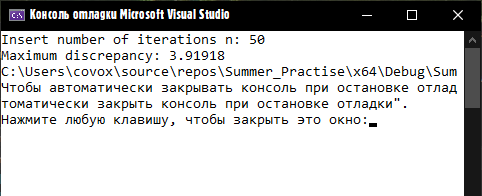 Консоль отладки Microsoft Visual Studio
Insert number of iterations n: 50
Maximum discrepancy: 3.91918
C:\Users\covox\source\repos\Summer_Practise\x64\Debug\Sum
Чтобы автоматически закрывать консоль при остановке отлад
томатически закрыть консоль при остановке отладки".
Нажмите любую клавишу, чтобы закрыть это окно: